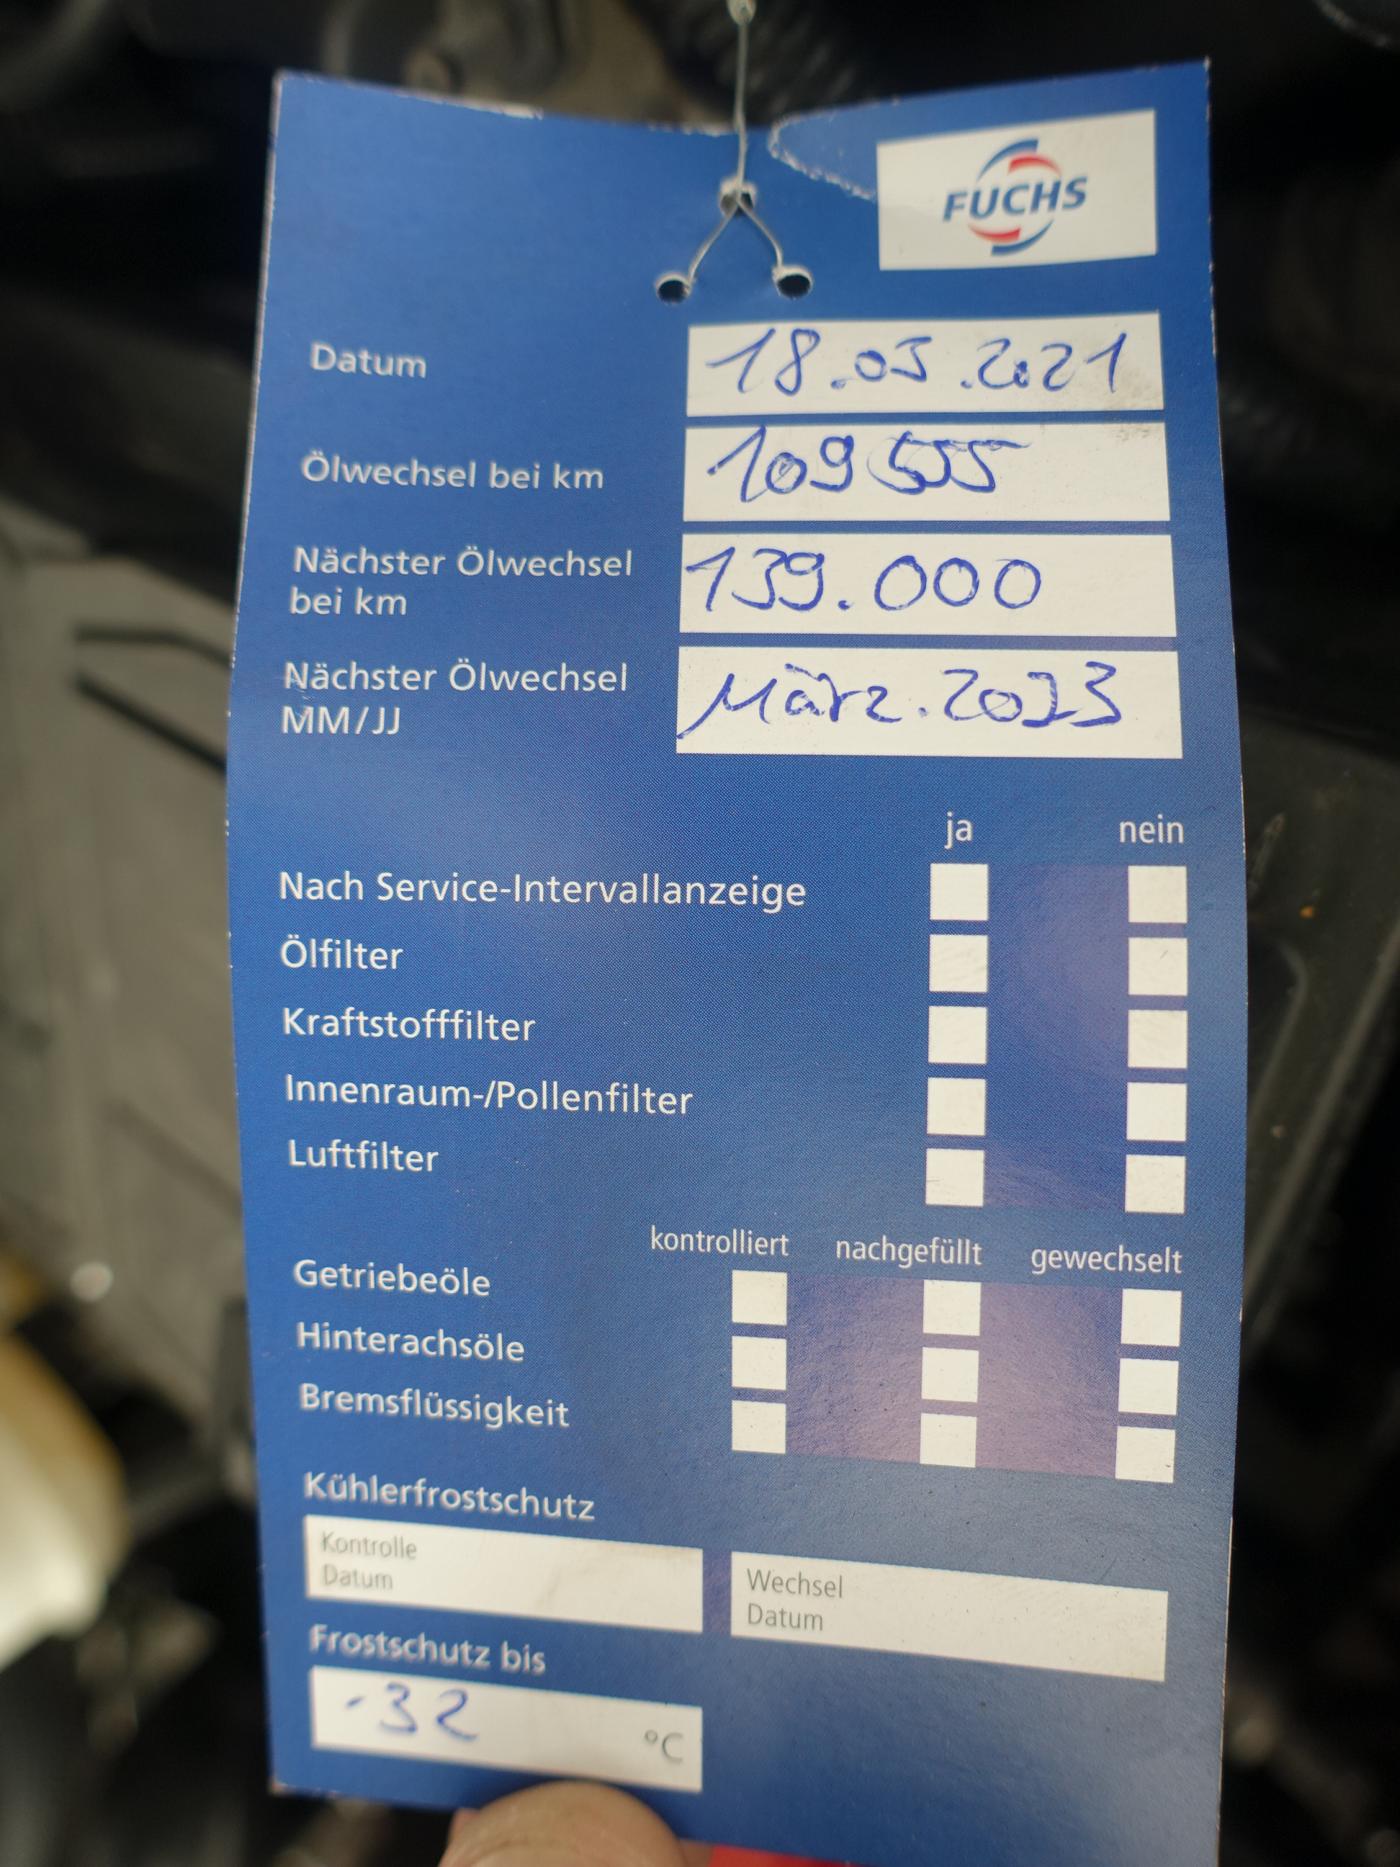 FUCHS
Datum 18.03.2021
Ölwechsel bei km 109555
Nächster Ölwechsel
bei km 139.000
Nächster Ölwechsel
MM/JJ März.2023
ja nein
Nach Service-Intervallanzeige
Ölfilter
Kraftstofffilter
Innenraum-/Pollenfilter
Luftfilter
kontrolliert nachgefüllt gewechselt
Getriebeöle
Hinterachsöle
Bremsflüssigkeit
Kühlerfrostschutz
Kontrolle
Datum
Wechsel
Datum
Frostschutz bis
-32 °C